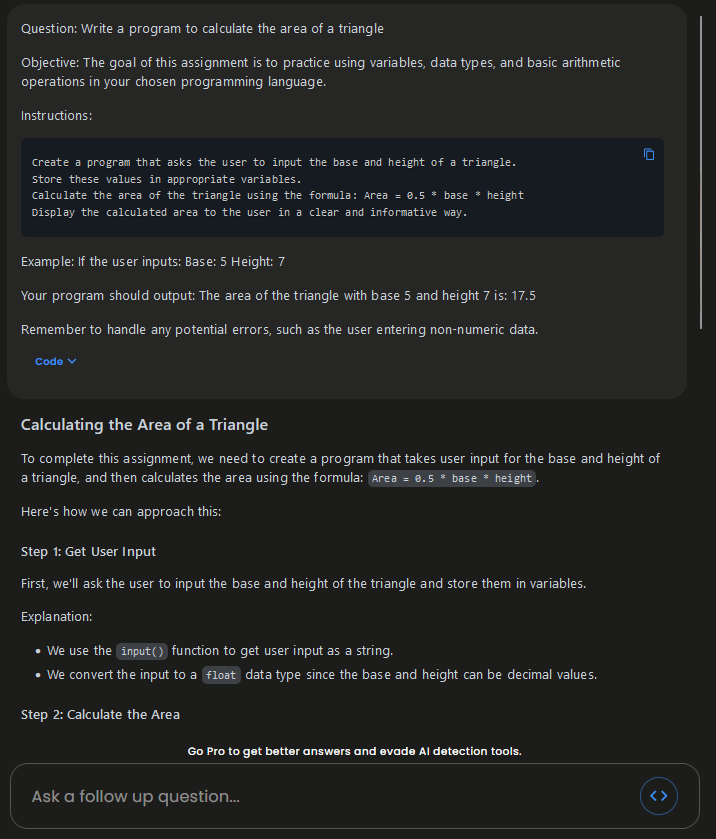 Question: Write a program to calculate the area of a triangle
Objective: The goal of this assignment is to practice using variables, data types, and basic arithmetic
operations in your chosen programming language.
Instructions:
Create a program that asks the user to input the base and height of a triangle.
Store these values in appropriate variables.
Calculate the area of the triangle using the formula: Area = 0.5 * base * height
Display the calculated area to the user in a clear and informative way.
Example: If the user inputs: Base: 5 Height: 7
Your program should output: The area of the triangle with base 5 and height 7 is: 17.5
Remember to handle any potential errors, such as the user entering non-numeric data.
Code
Calculating the Area of a Triangle
To complete this assignment, we need to create a program that takes user input for the base and height of
a triangle, and then calculates the area using the formula: Area = 0.5 * base * height.
Here's how we can approach this:
Step 1: Get User Input
First, we'll ask the user to input the base and height of the triangle and store them in variables.
Explanation:
• We use the input() function to get user input as a string.
• We convert the input to a float data type since the base and height can be decimal values.
Step 2: Calculate the Area
Go Pro to get better answers and evade AI detection tools.
Ask a follow up question...